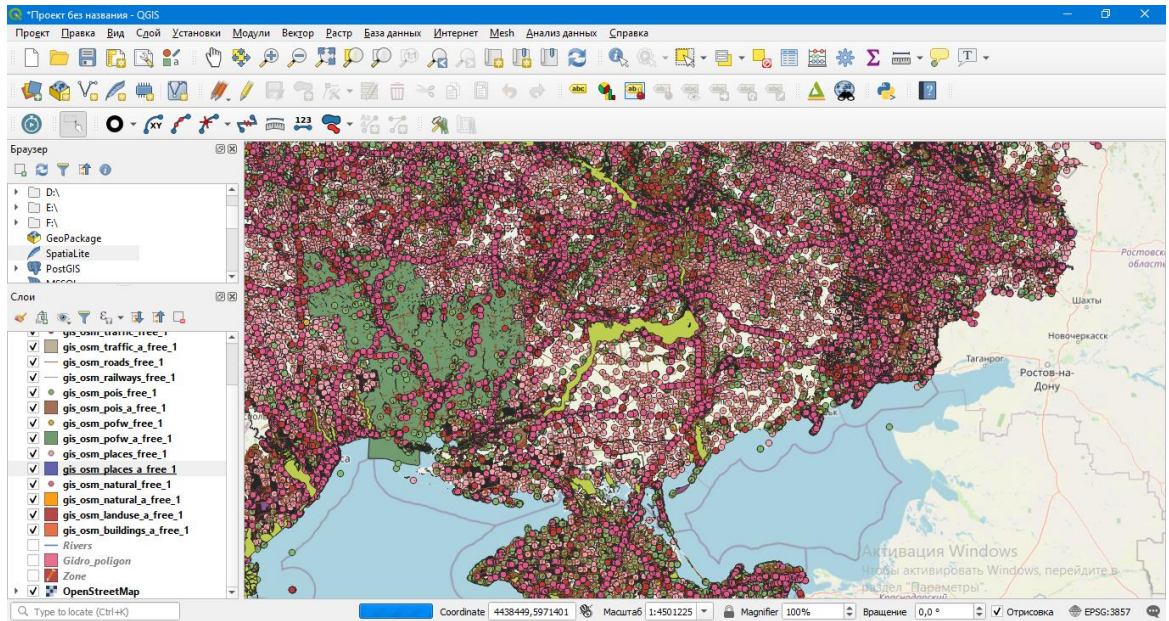 *Проект без названия - QGIS
Проект Правка Вид Слой Установки Модули Вектор Растр База данных Интернет Mesh Анализ данных Справка
Браузер
D:\
E:\
F:\
GeoPackage
SpatiaLite
PostGIS
MSSQL
Слои
gis_osm_traffic_free_1
gis_osm_traffic_a_free_1
gis_osm_roads_free_1
gis_osm_railways_free_1
gis_osm_pois_free_1
gis_osm_pois_a_free_1
gis_osm_pofw_free_1
gis_osm_pofw_a_free_1
gis_osm_places_free_1
gis_osm_places_a_free_1
gis_osm_natural_free_1
gis_osm_natural_a_free_1
gis_osm_landuse_a_free_1
gis_osm_buildings_a_free_1
Rivers
Gidro_poligon
Zone
OpenStreetMap
Шахты
Новочеркасск
Таганрог
Ростов-на-
Дону
Активация Windows
Чтобы активировать Windows, перейдите в
раздел "Параметры".
Type to locate (Ctrl+K) Coordinate 4438449,5971401 Масштаб 1:4501225 Magnifier 100% Вращение 0,0 ° Отрисовка EPSG:3857